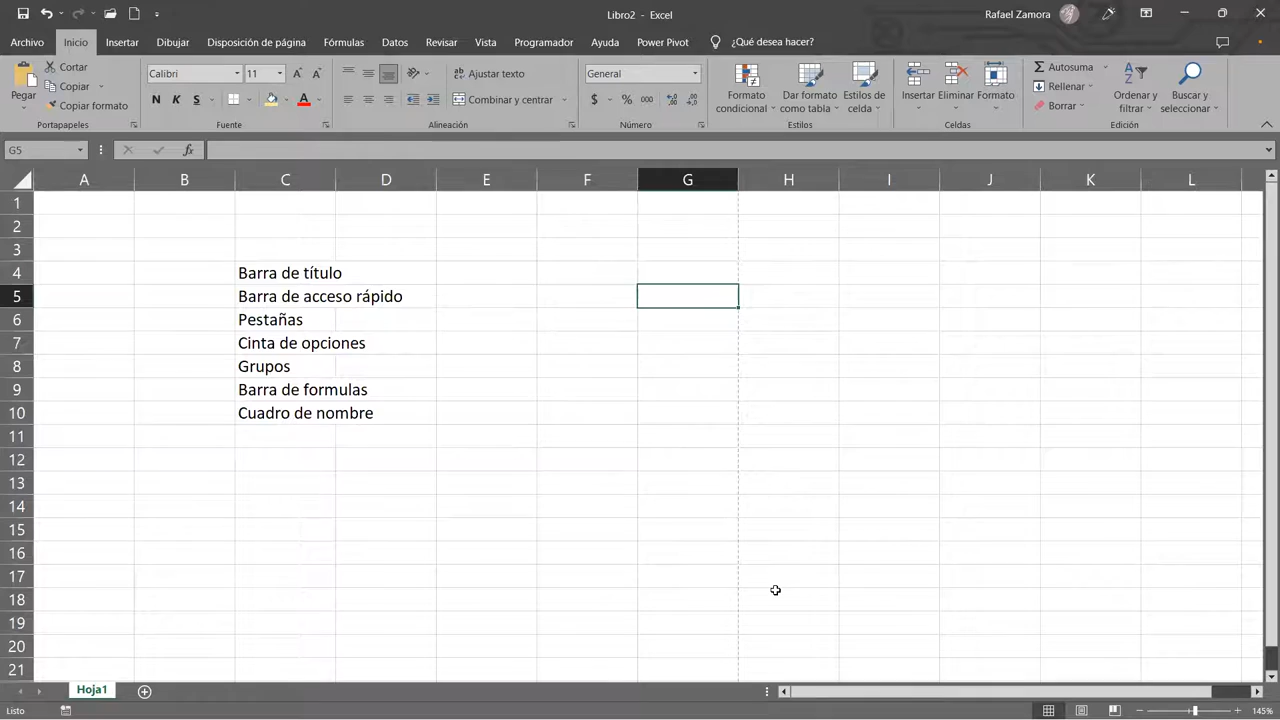 Libro2 - Excel
Rafael Zamora
Archivo Inicio Insertar Dibujar Disposición de página Fórmulas Datos Revisar Vista Programador Ayuda Power Pivot ¿Qué desea hacer?
Pegar
Cortar
Copiar
Copiar formato
Portapapeles
Calibri 11
N K S
Fuente
Ajustar texto
Combinar y centrar
Alineación
General
$ % 000
Número
Formato condicional
Dar formato como tabla
Estilos de celda
Estilos
Insertar
Eliminar
Formato
Celdas
Autosuma
Rellenar
Borrar
Ordenar y filtrar
Buscar y seleccionar
Edición
G5 fx
A B C D E F G H I J K L
1
2
3
4 Barra de título
5 Barra de acceso rápido
6 Pestañas
7 Cinta de opciones
8 Grupos
9 Barra de formulas
10 Cuadro de nombre
11
12
13
14
15
16
17
18
19
20
21
Hoja1
Listo 145%